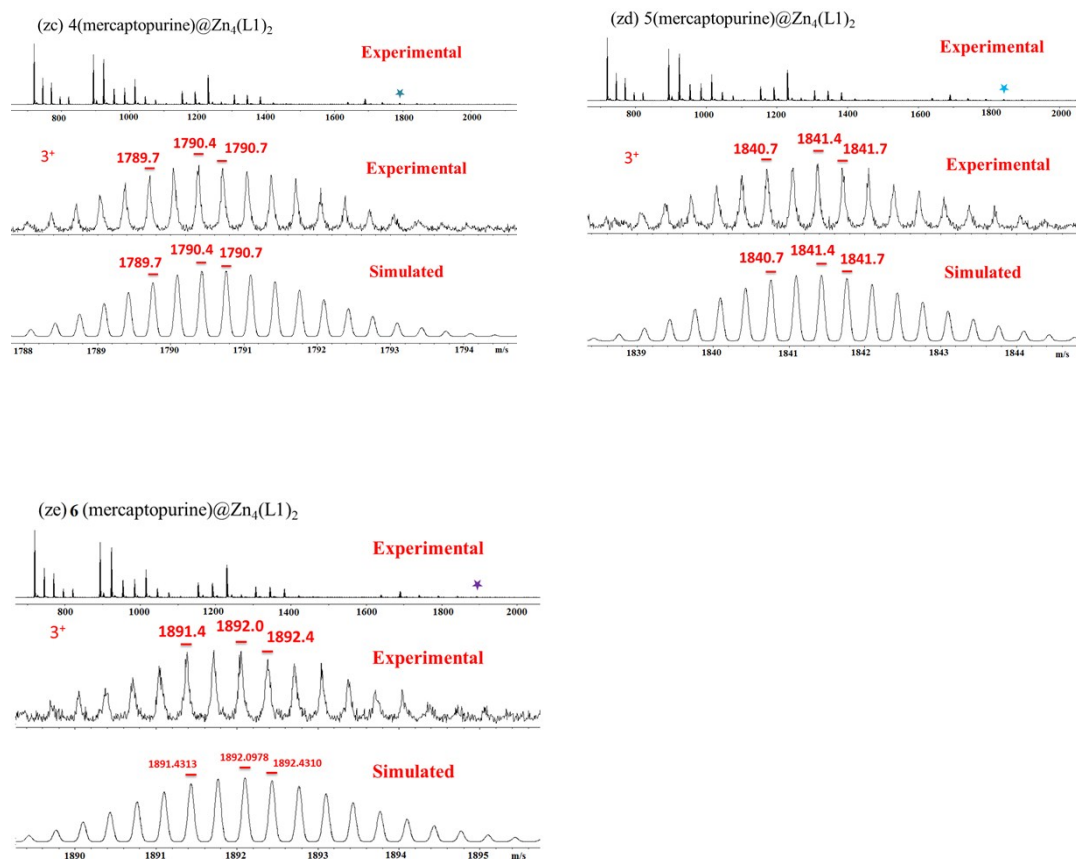 (zc) 4(mercaptopurine)@Zn₄(L1)₂
Experimental
800 1000 1200 1400 1600 1800 2000
3⁺
1789.7 1790.4 1790.7
Experimental
1789.7 1790.4 1790.7
Simulated
1788 1789 1790 1791 1792 1793 1794 m/s
(zd) 5(mercaptopurine)@Zn₄(L1)₂
Experimental
800 1000 1200 1400 1600 1800 2000
3⁺
1840.7 1841.4 1841.7
Experimental
1840.7 1841.4 1841.7
Simulated
1839 1840 1841 1842 1843 1844 m/s
(ze) 6 (mercaptopurine)@Zn₄(L1)₂
Experimental
800 1000 1200 1400 1600 1800 2000
3⁺
1891.4 1892.0 1892.4
Experimental
1891.4313 1892.0978 1892.4310
Simulated
1890 1891 1892 1893 1894 1895 m/s